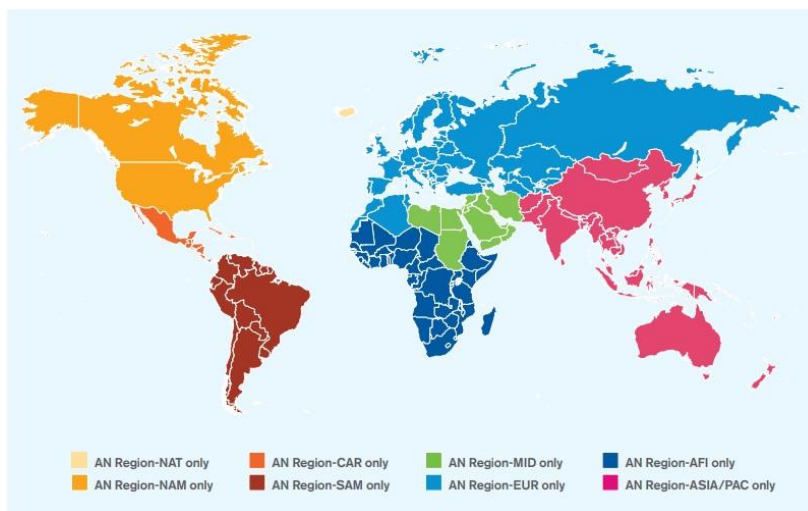 AN Region-NAT only
AN Region-CAR only
AN Region-MID only
AN Region-AFI only
AN Region-NAM only
AN Region-SAM only
AN Region-EUR only
AN Region-ASIA/PAC only